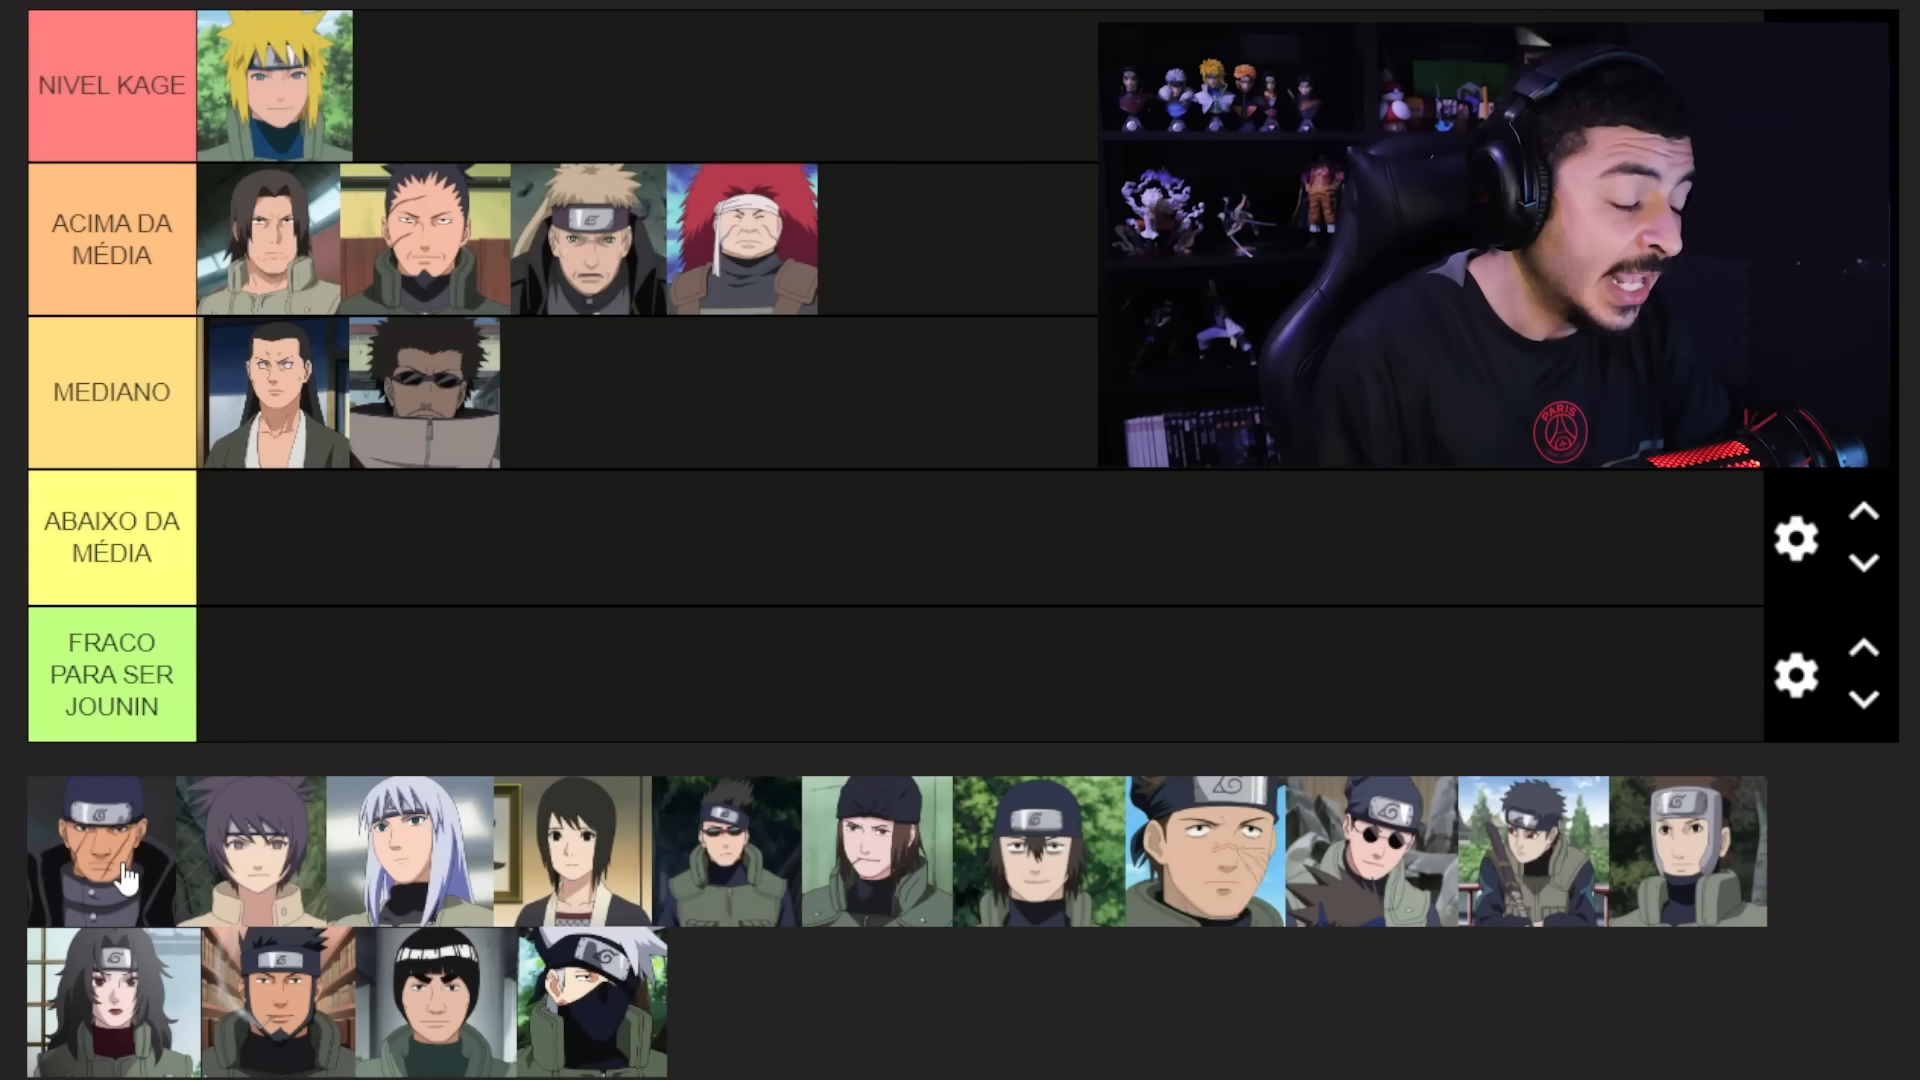 NIVEL KAGE
ACIMA DA
MÉDIA
MEDIANO
ABAIXO DA
MÉDIA
FRACO
PARA SER
JOUNIN
PARIS